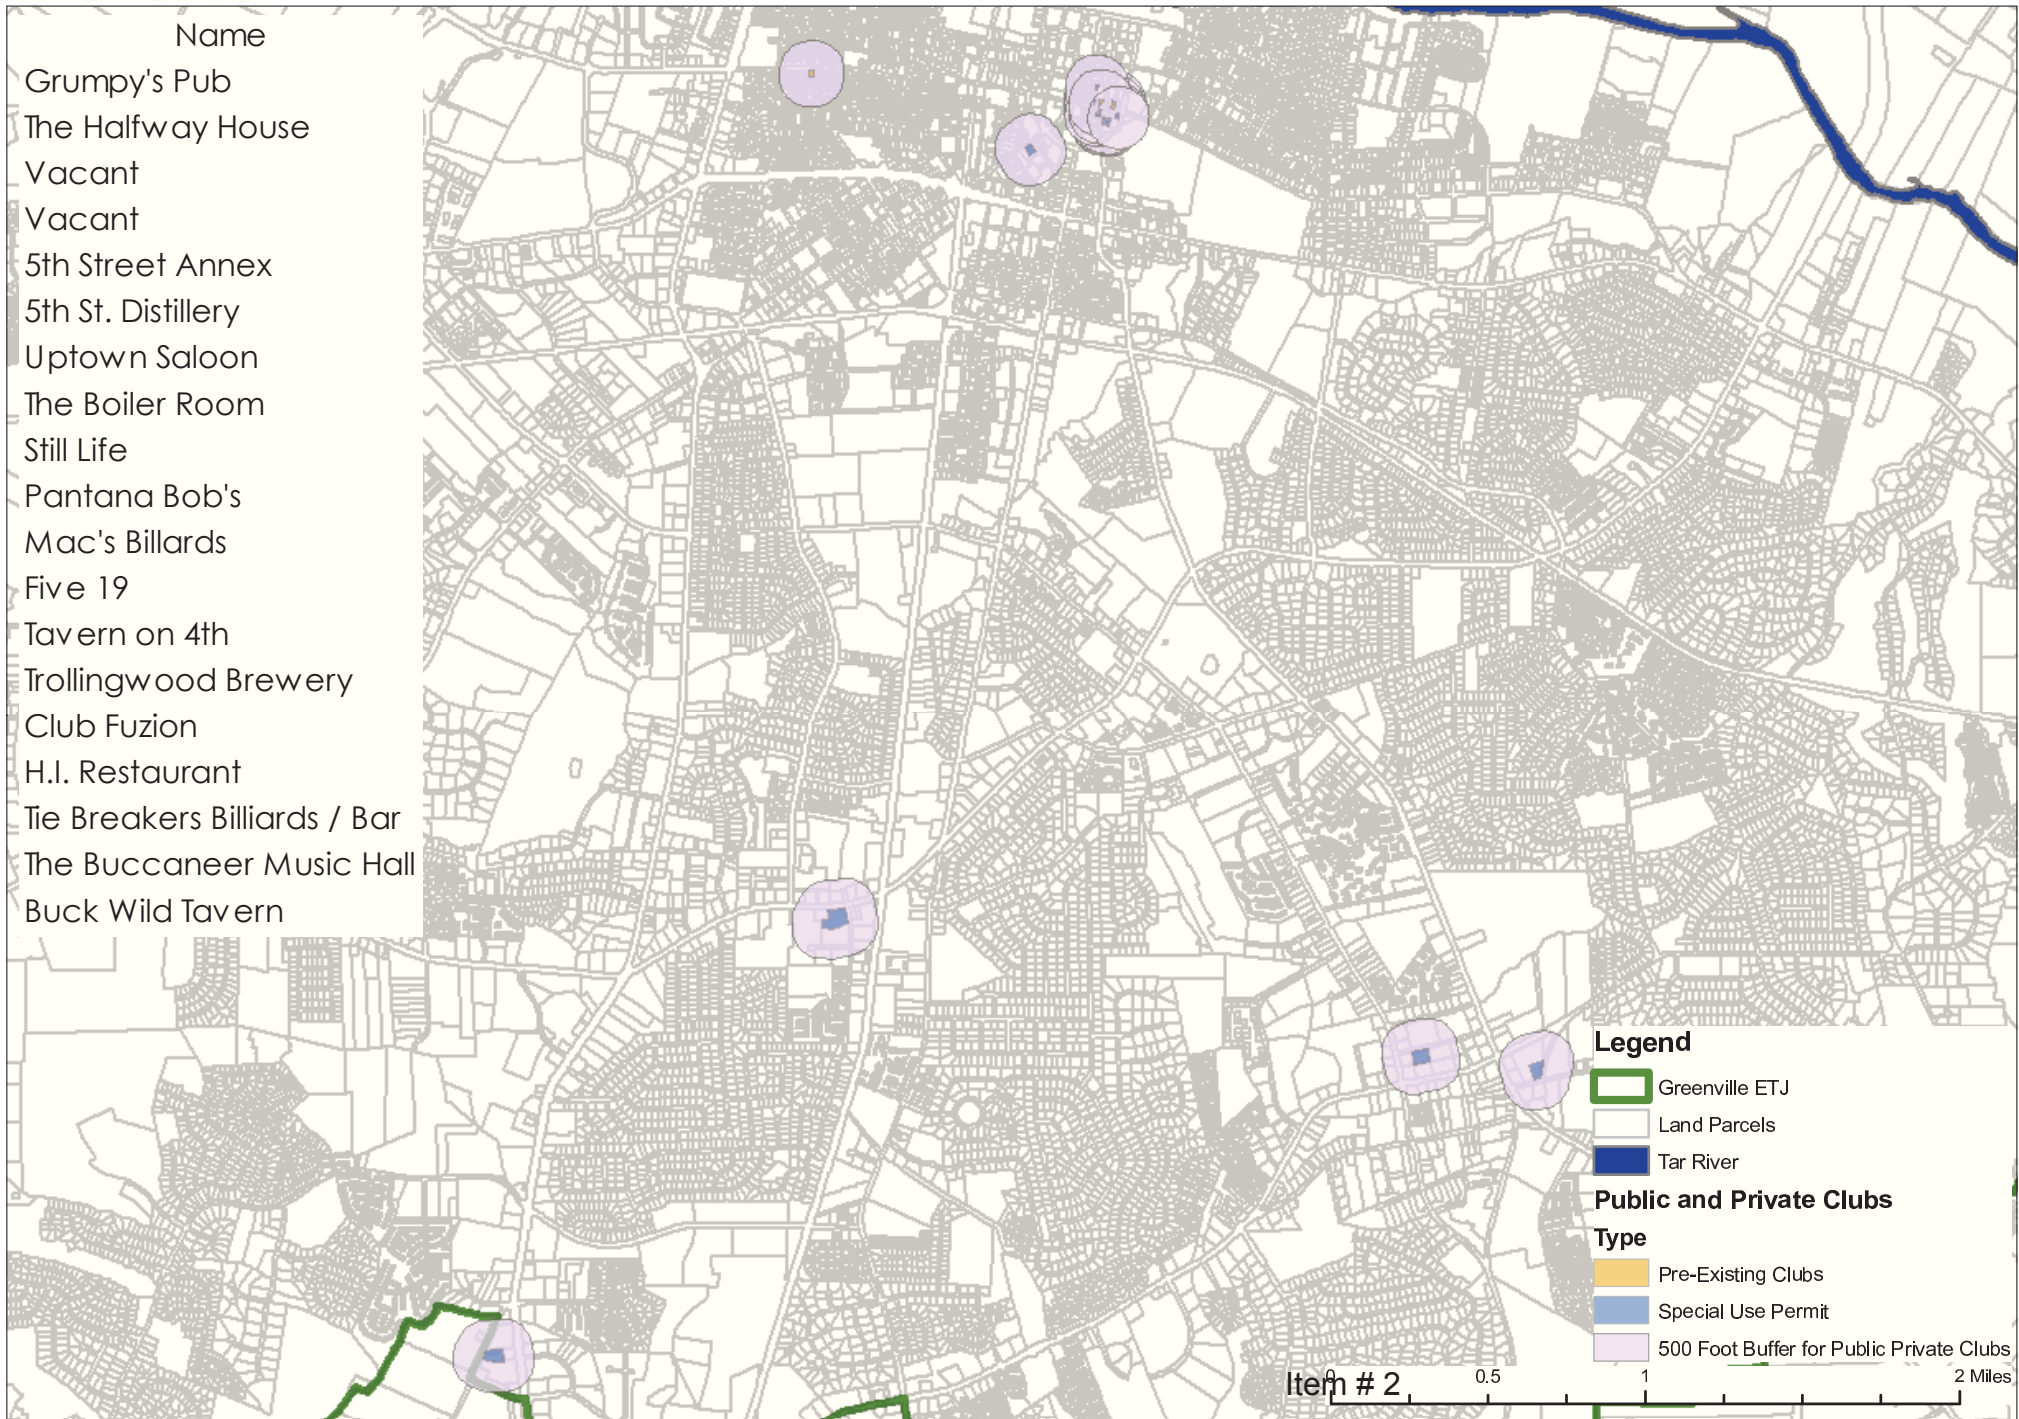 Name
Grumpy's Pub
The Halfway House
Vacant
Vacant
5th Street Annex
5th St. Distillery
Uptown Saloon
The Boiler Room
Still Life
Pantana Bob's
Mac's Billards
Five 19
Tavern on 4th
Trollingwood Brewery
Club Fuzion
H.I. Restaurant
Tie Breakers Billiards / Bar
The Buccaneer Music Hall
Buck Wild Tavern
Legend
Greenville ETJ
Land Parcels
Tar River
Public and Private Clubs
Type
Pre-Existing Clubs
Special Use Permit
500 Foot Buffer for Public Private Clubs
0 0.5 1 2 Miles
Item # 2